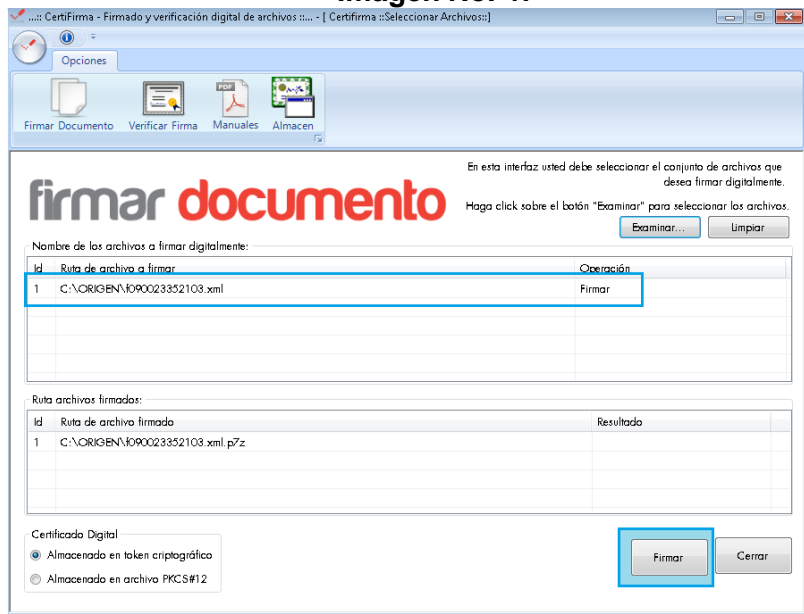 Imagen No. 1.
...:: CertiFirma - Firmado y verificación digital de archivos ::... - [ Certifirma ::Seleccionar Archivos::]
Opciones
Firmar Documento
Verificar Firma
PDF
Manuales
Almacen
En esta interfaz usted debe seleccionar el conjunto de archivos que
desea firmar digitalmente.
firmar documento
Haga click sobre el botón "Examinar" para seleccionar los archivos.
Examinar...
Limpiar
Nombre de los archivos a firmar digitalmente:
Id Ruta de archivo a firmar Operación
1 C:\ORIGEN\f090023352103.xml Firmar
Ruta archivos firmados:
Id Ruta de archivo firmado Resultado
1 C:\ORIGEN\f090023352103.xml.p7z
Certificado Digital
Almacenado en token criptográfico
Almacenado en archivo PKCS#12
Firmar
Cerrar